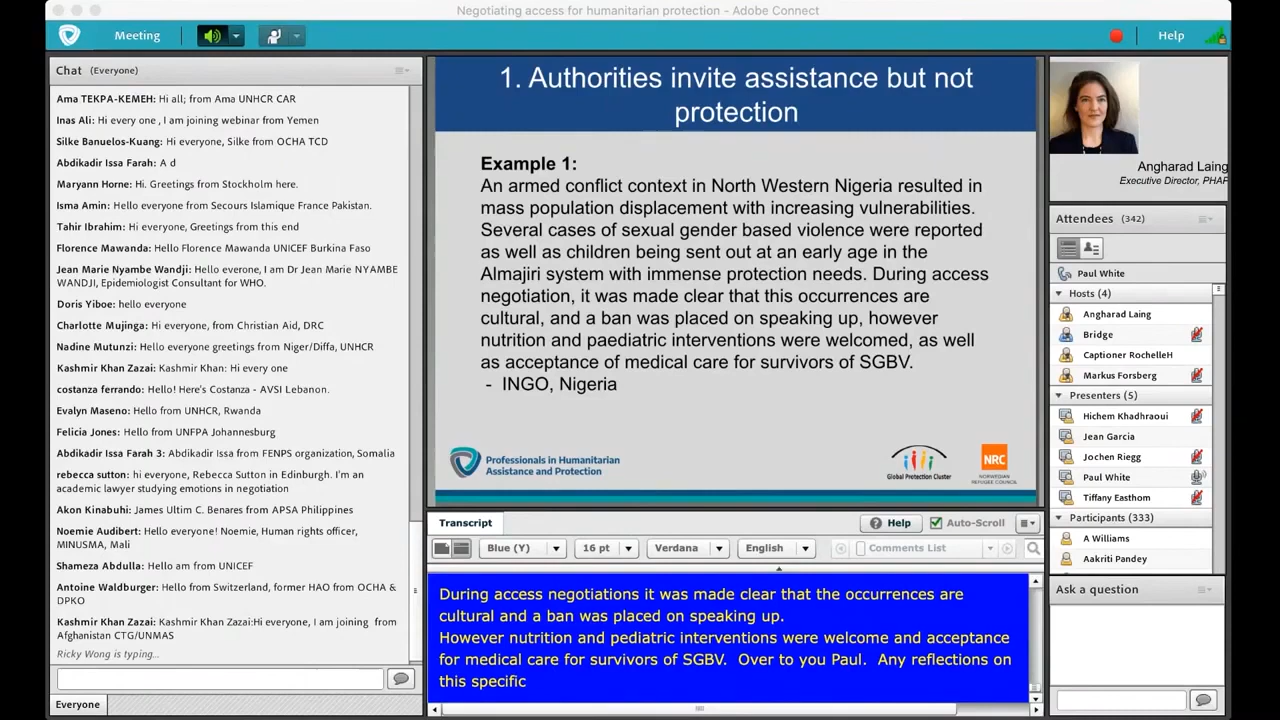 Negotiating access for humanitarian protection - Adobe Connect
Meeting
Help
Chat (Everyone)
Ama TEKPA-KEMEH: Hi all; from Ama UNHCR CAR
Inas Ali: Hi every one , I am joining webinar from Yemen
Silke Banuelos-Kuang: Hi everyone, Silke from OCHA TCD
Abdikadir Issa Farah: A d
Maryann Horne: Hi. Greetings from Stockholm here.
Isma Amin: Hello everyone from Secours Islamique France Pakistan.
Tahir Ibrahim: Hi everyone, Greetings from this end
Florence Mawanda: Hello Florence Mawanda UNICEF Burkina Faso
Jean Marie Nyambe Wandji: Hello everone, I am Dr Jean Marie NYAMBE
WANDJI, Epidemiologist Consultant for WHO.
Doris Yiboe: hello everyone
Charlotte Mujinga: Hi everyone, from Christian Aid, DRC
Nadine Mutunzi: Hello everyone greetings from Niger/Diffa, UNHCR
Kashmir Khan Zazai: Kashmir Khan: Hi every one
costanza ferrando: Hello! Here's Costanza - AVSI Lebanon.
Evalyn Maseno: Hello from UNHCR, Rwanda
Felicia Jones: Hello from UNFPA Johannesburg
Abdikadir Issa Farah 3: Abdikadir Issa from FENPS organization, Somalia
rebecca sutton: hi everyone, Rebecca Sutton in Edinburgh. I'm an
academic lawyer studying emotions in negotiation
Akon Kinabuhi: James Ultim C. Benares from APSA Philippines
Noemie Audibert: Hello everyone! Noemie, Human rights officer,
MINUSMA, Mali
Shameza Abdulla: Hello am from UNICEF
Antoine Waldburger: Hello from Switzerland, former HAO from OCHA &
DPKO
Kashmir Khan Zazai: Kashmir Khan Zazai:Hi everyone, I am joining from
Afghanistan CTG/UNMAS
Ricky Wong is typing...
Everyone
1. Authorities invite assistance but not
protection
Example 1:
An armed conflict context in North Western Nigeria resulted in
mass population displacement with increasing vulnerabilities.
Several cases of sexual gender based violence were reported
as well as children being sent out at an early age in the
Almajiri system with immense protection needs. During access
negotiation, it was made clear that this occurrences are
cultural, and a ban was placed on speaking up, however
nutrition and paediatric interventions were welcomed, as well
as acceptance of medical care for survivors of SGBV.
- INGO, Nigeria
Professionals in Humanitarian
Assistance and Protection
Global Protection Cluster
NRC
NORWEGIAN
REFUGEE COUNCIL
Transcript
Help
Auto-Scroll
Blue (Y)
16 pt
Verdana
English
Comments List
During access negotiations it was made clear that the occurrences are
cultural and a ban was placed on speaking up.
However nutrition and pediatric interventions were welcome and acceptance
for medical care for survivors of SGBV. Over to you Paul. Any reflections on
this specific
Angharad Laing
Executive Director, PHAP
Attendees (342)
Paul White
Hosts (4)
Angharad Laing
Bridge
Captioner RochelleH
Markus Forsberg
Presenters (5)
Hichem Khadhraoui
Jean Garcia
Jochen Riegg
Paul White
Tiffany Easthom
Participants (333)
A Williams
Aakriti Pandey
Ask a question